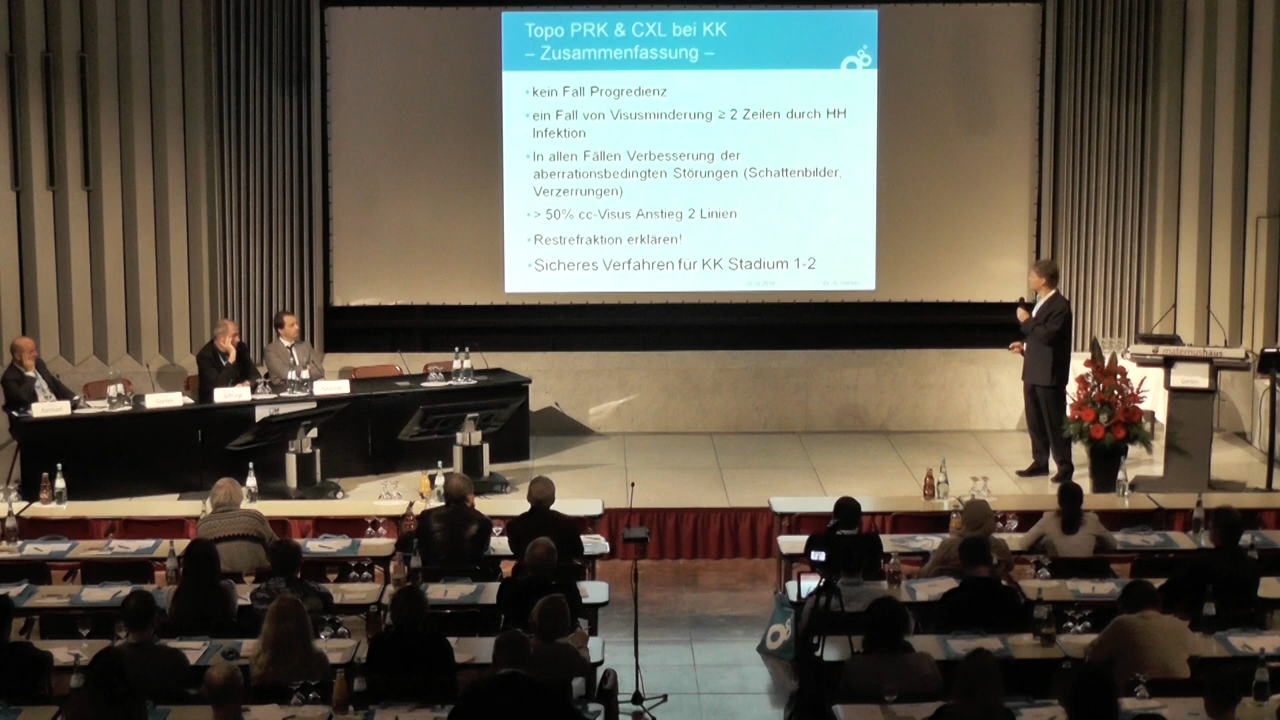 Topo PRK & CXL bei KK
– Zusammenfassung –
kein Fall Progredienz
ein Fall von Visusminderung ≥ 2 Zeilen durch HH
Infektion
In allen Fällen Verbesserung der
aberrationsbedingten Störungen (Schattenbilder,
Verzerrungen)
> 50% cc-Visus Anstieg 2 Linien
Restrefraktion erklären!
Sicheres Verfahren für KK Stadium 1-2
maternushaus